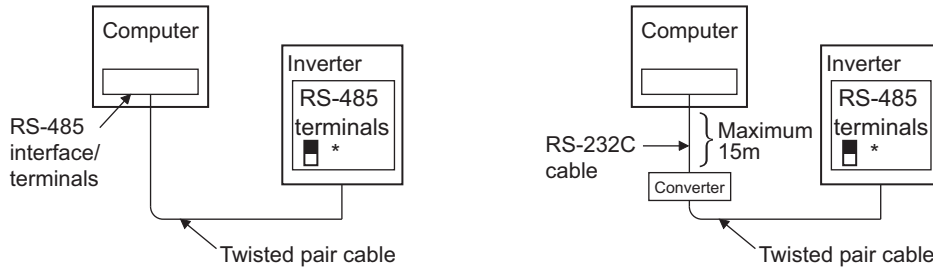 Computer
Inverter
RS-485
terminals
*
RS-485
interface/
terminals
Twisted pair cable
Computer
Inverter
RS-485
terminals
*
RS-232C
cable
Maximum
15m
Converter
Twisted pair cable